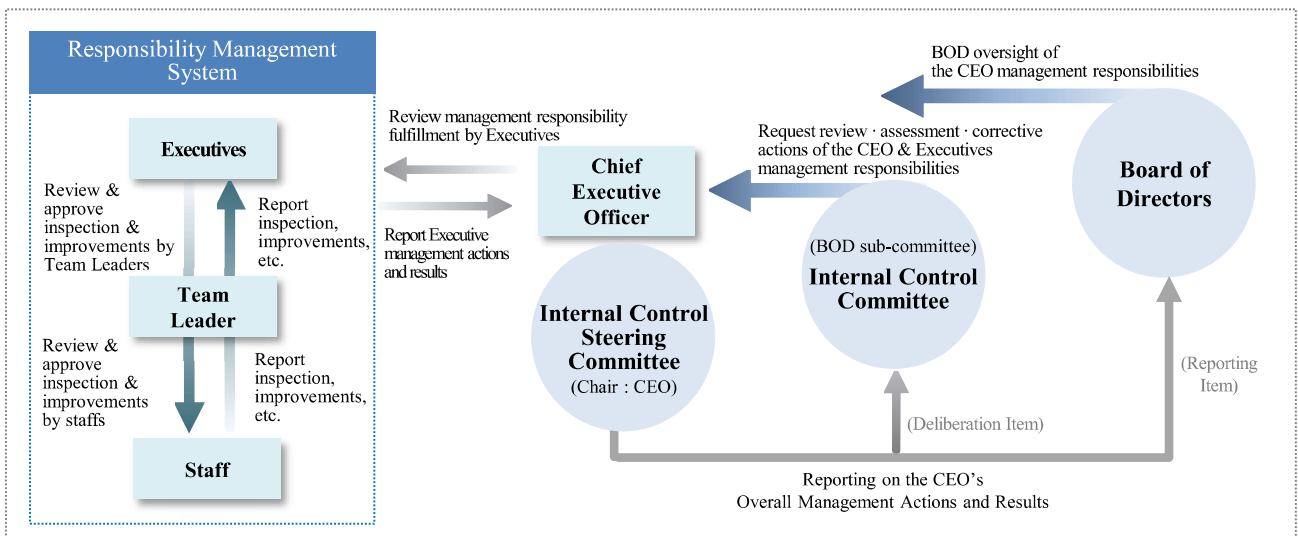 Responsibility Management
System
Executives
Review &
approve
inspection &
improvements by
Team Leaders
Report
inspection,
improvements,
etc.
Team
Leader
Review &
approve
inspection &
improvements
by staffs
Report
inspection,
improvements,
etc.
Staff
Review management responsibility
fulfillment by Executives
Report Executive
management actions
and results
Chief
Executive
Officer
Internal Control
Steering
Committee
(Chair : CEO)
BOD oversight of
the CEO management responsibilities
Request review · assessment · corrective
actions of the CEO & Executives
management responsibilities
(BOD sub-committee)
Internal Control
Committee
Board of
Directors
(Deliberation Item)
(Reporting
Item)
Reporting on the CEO’s
Overall Management Actions and Results